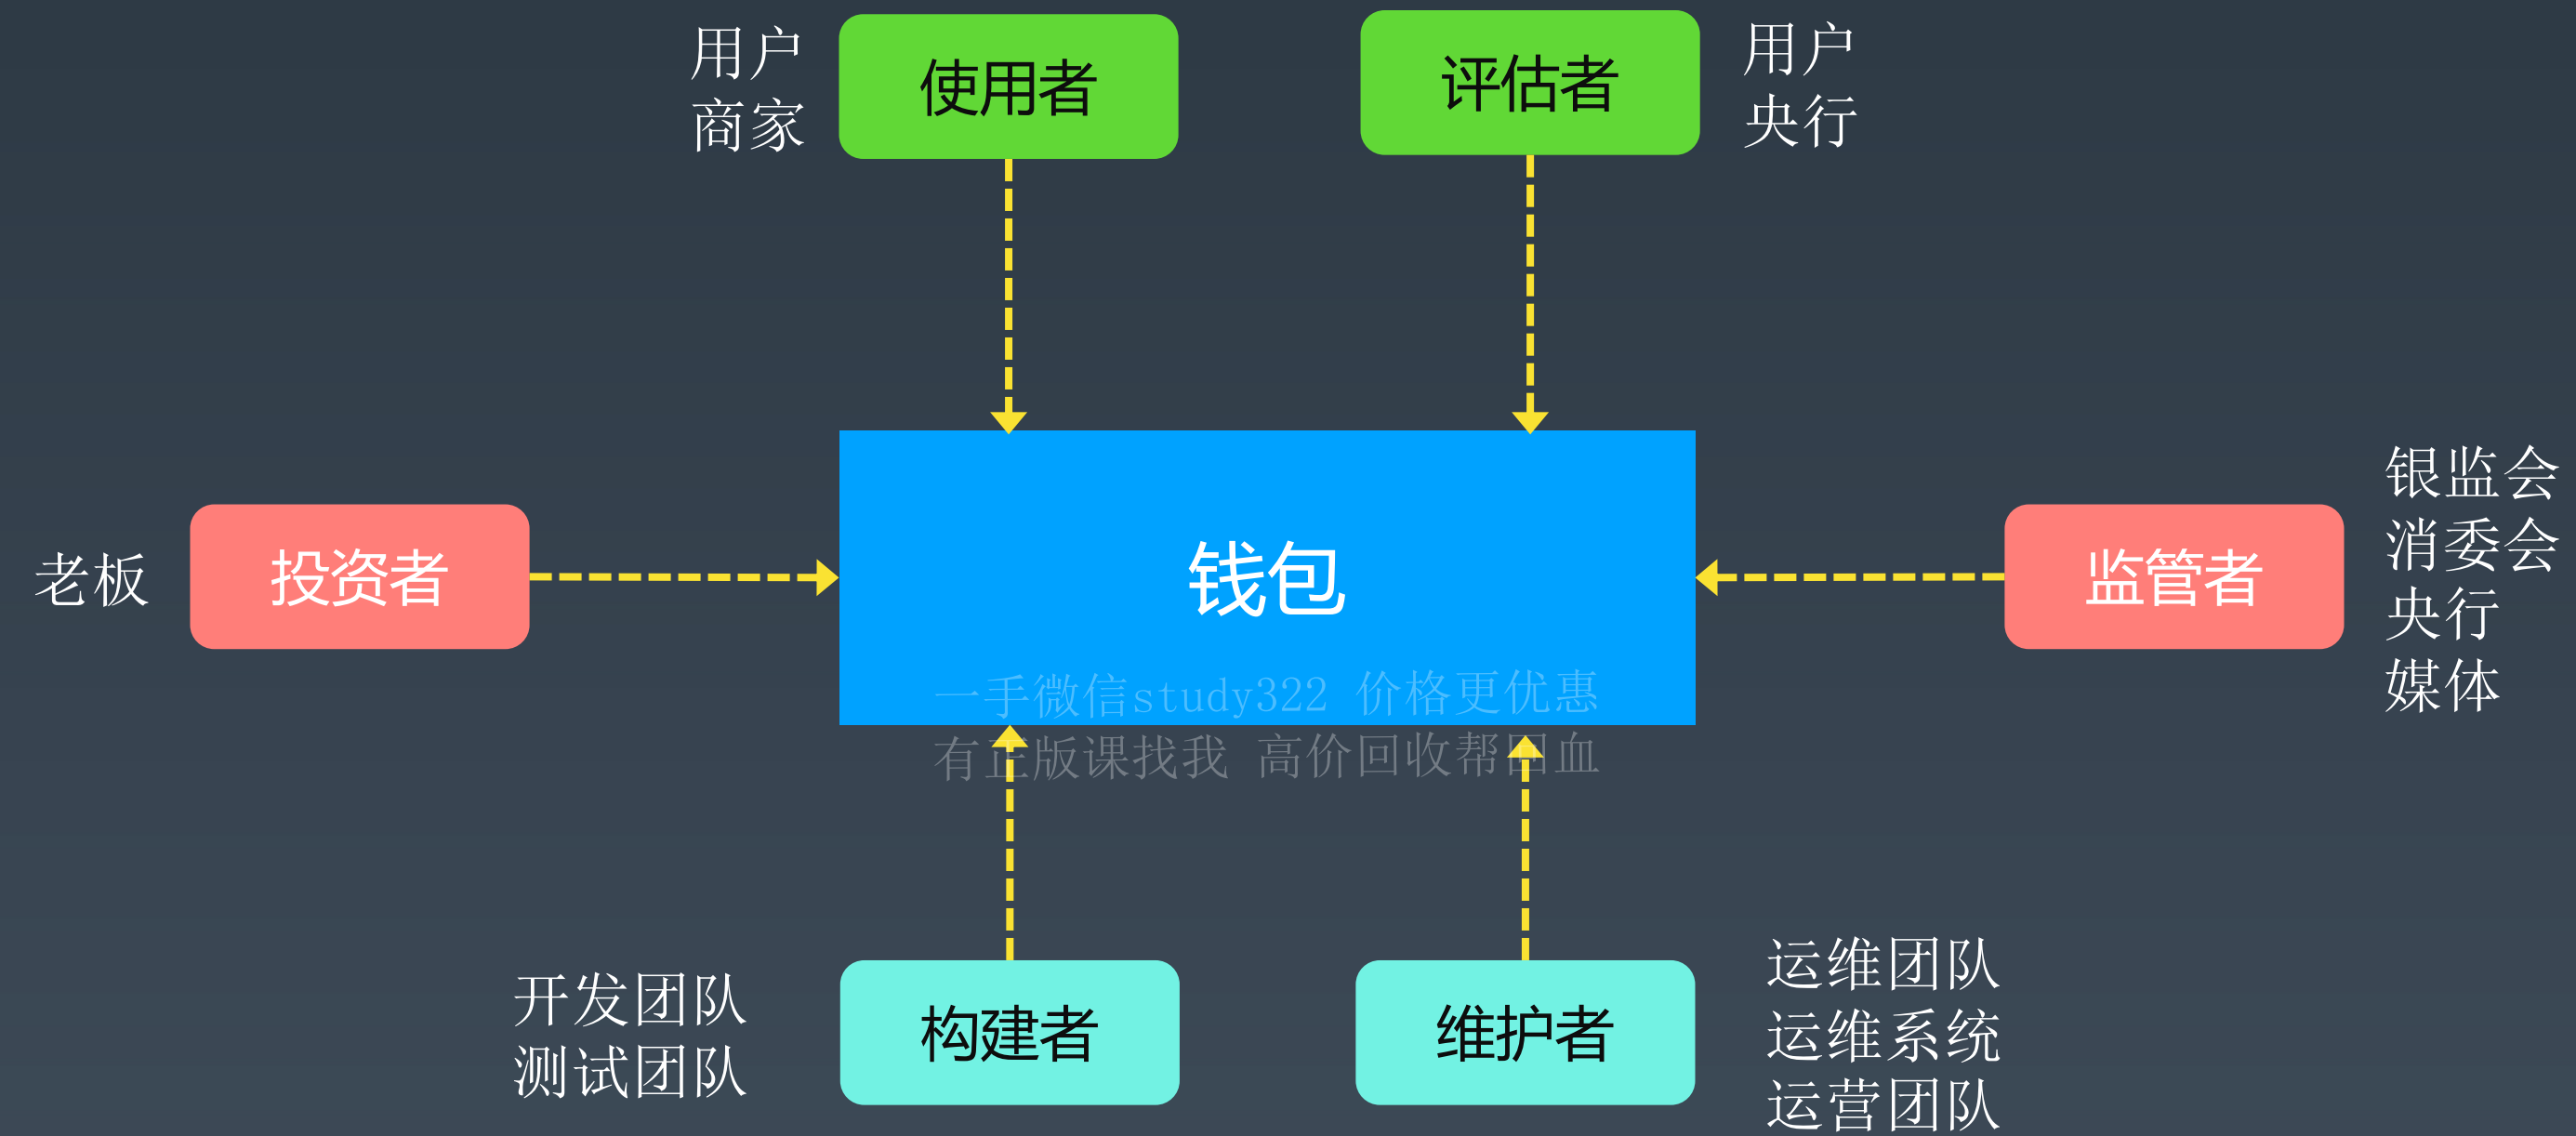 用户
商家
使用者
评估者
用户
央行
老板
投资者
钱包
监管者
银监会
消委会
央行
媒体
一手微信study322 价格更优惠
有正版课找我 高价回收帮回血
开发团队
测试团队
构建者
维护者
运维团队
运维系统
运营团队